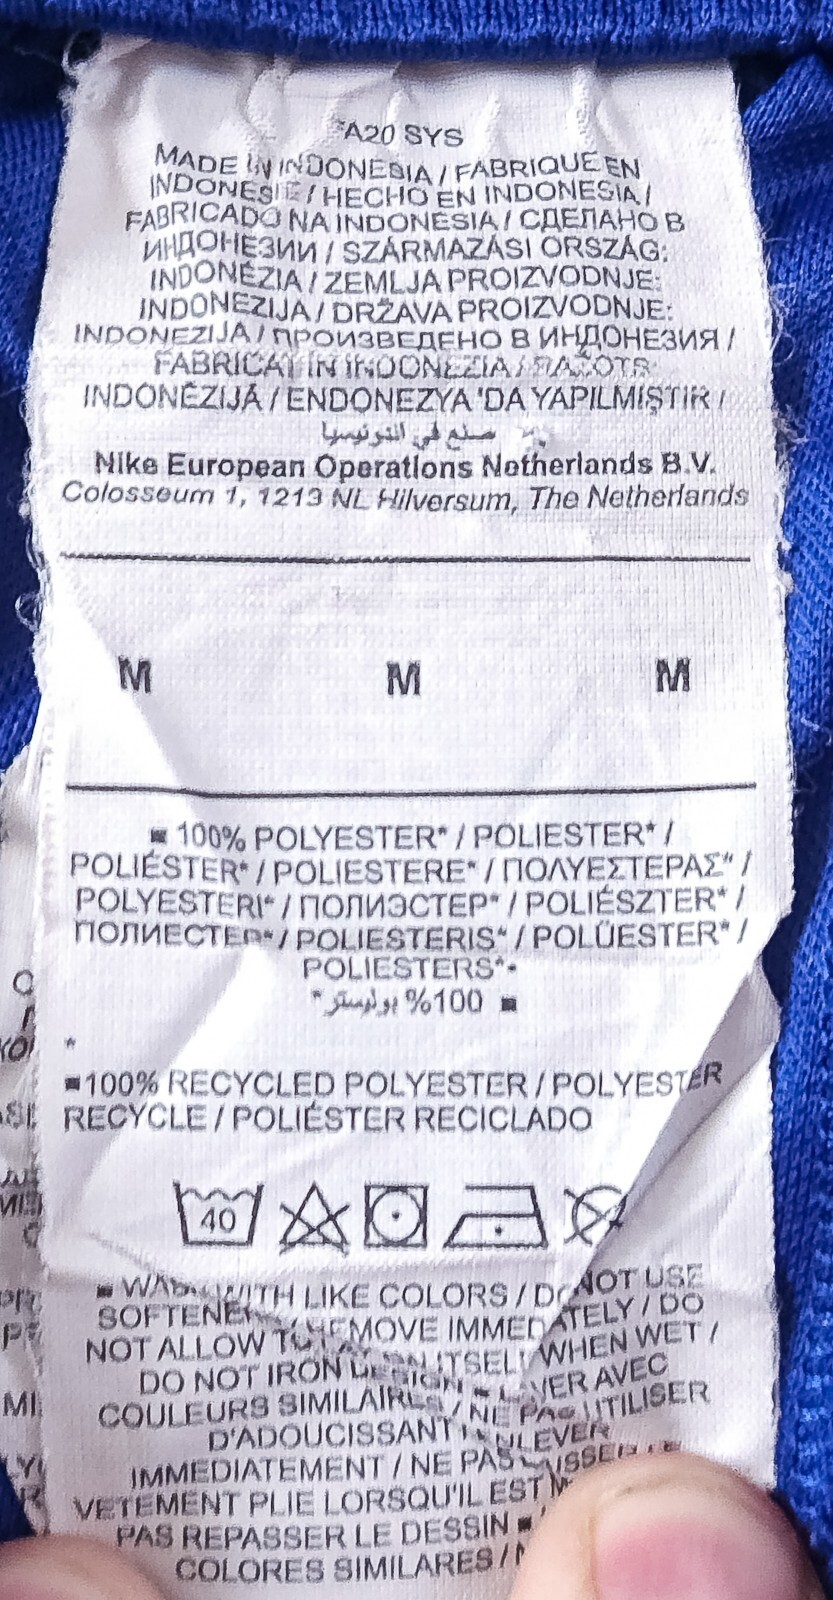 FA20 SYS
MADE IN INDONESIA / FABRIQUE EN
INDONESIE / HECHO EN INDONESIA /
FABRICADO NA INDONESIA / СДЕЛАНО В
ИНДОНЕЗИИ / SZÁRMAZÁSI ORSZÁG:
INDONÉZIA / ZEMLJA PROIZVODNJE:
INDONEZIJA / DRŽAVA PROIZVODNJE:
INDONEZIJA / ПРОИЗВЕДЕНО В ИНДОНЕЗИЯ /
FABRICAT IN INDONEZIA / RAŽOTS
INDONĒZIJĀ / ENDONEZYA 'DA YAPILMIŞTIR /
صنع في اندونيسيا
Nike European Operations Netherlands B.V.
Colosseum 1, 1213 NL Hilversum, The Netherlands
M M M
■ 100% POLYESTER* / POLIESTER* /
POLIÉSTER* / POLIESTERE* / ΠΟΛΥΕΣΤΕΡΑΣ* /
POLYESTERI* / ПОЛИЭСТЕР* / POLIÉSZTER* /
ПОЛИЕСТЕР* / POLIESTERIS* / POLÜESTER* /
POLIESTERS*•
■ 100% بوليستر*
*
■100% RECYCLED POLYESTER / POLYESTER
RECYCLE / POLIÉSTER RECICLADO
40
■ WASH WITH LIKE COLORS / DO NOT USE
SOFTENER / REMOVE IMMEDIATELY / DO
NOT ALLOW TO LAY ON ITSELF WHEN WET /
DO NOT IRON DESIGN ■ LAVER AVEC
COULEURS SIMILAIRES / NE PAS UTILISER
D'ADOUCISSANT / ENLEVER
IMMEDIATEMENT / NE PAS LAISSER LE
VETEMENT PLIE LORSQU'IL EST
PAS REPASSER LE DESSIN ■
COLORES SIMILARES /